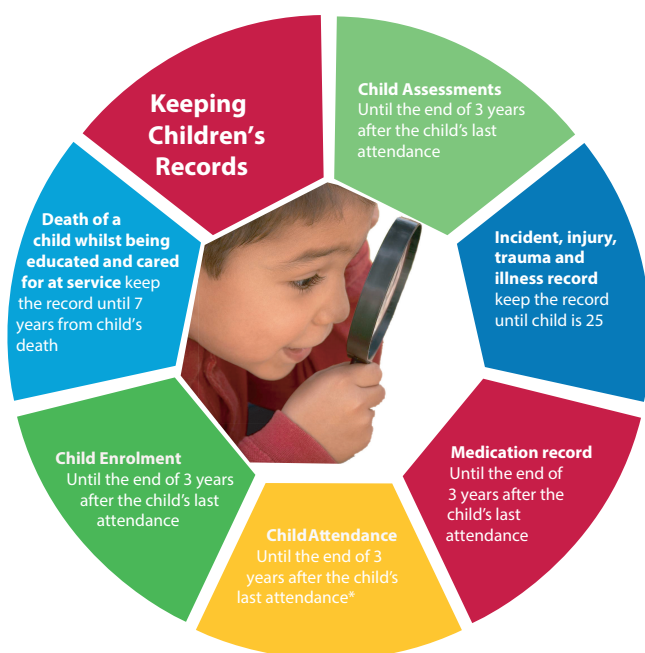 Keeping
Children’s
Records
Child Assessments
Until the end of 3 years
after the child’s last
attendance
Incident, injury,
trauma and
illness record
keep the record
until child is 25
Medication record
Until the end of
3 years after the
child’s last
attendance
Child Attendance
Until the end of 3
years after the child’s
last attendance*
Child Enrolment
Until the end of 3 years
after the child’s last
attendance
Death of a
child whilst being
educated and cared
for at service keep
the record until 7
years from child’s
death